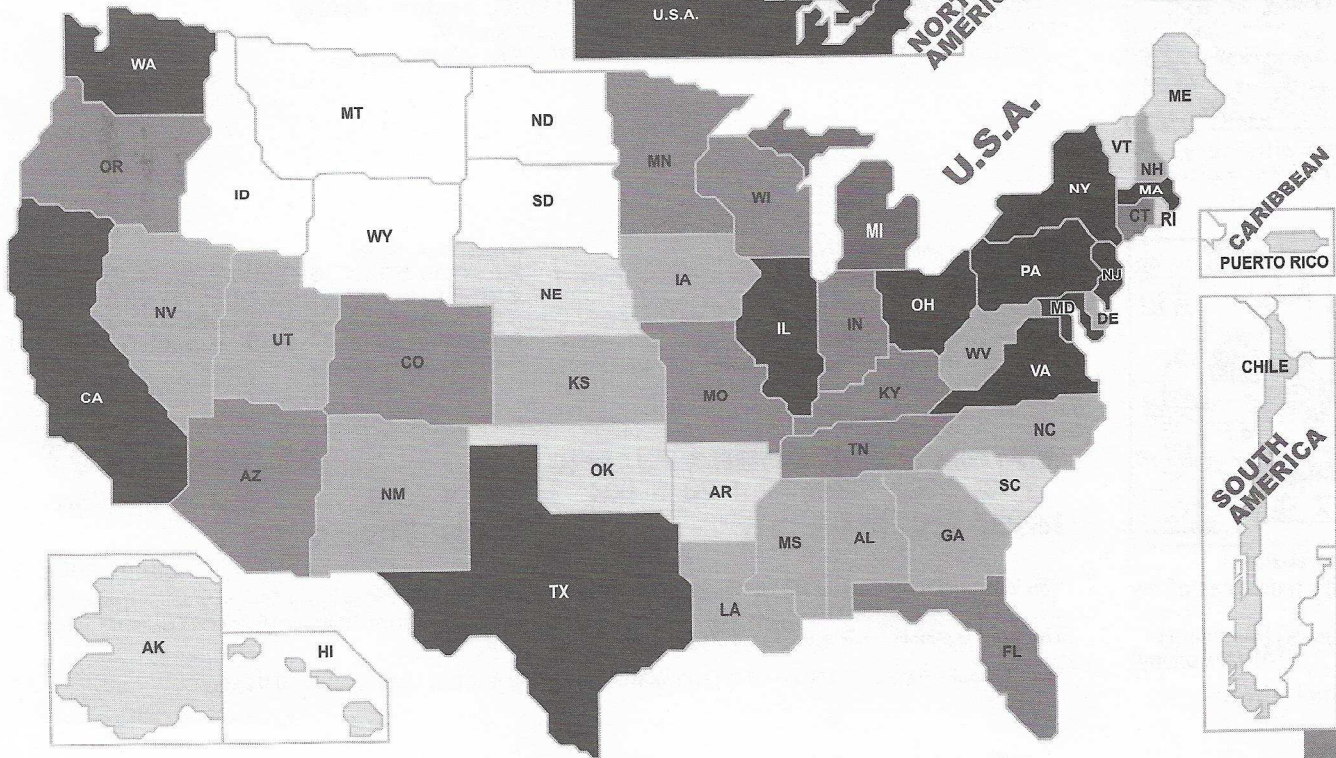 U.S.A.
NORTH
AMERICA
U.S.A.
WA
MT
ND
MN
ME
VT
NH
OR
ID
SD
WI
MI
NY
MA
CT
RI
WY
CARIBBEAN
PUERTO RICO
NV
UT
NE
IA
IL
IN
OH
PA
NJ
MD
DE
CA
CO
KS
MO
KY
WV
VA
CHILE
AZ
NM
OK
AR
TN
NC
SC
SOUTH
AMERICA
MS
AL
GA
TX
LA
FL
AK
HI